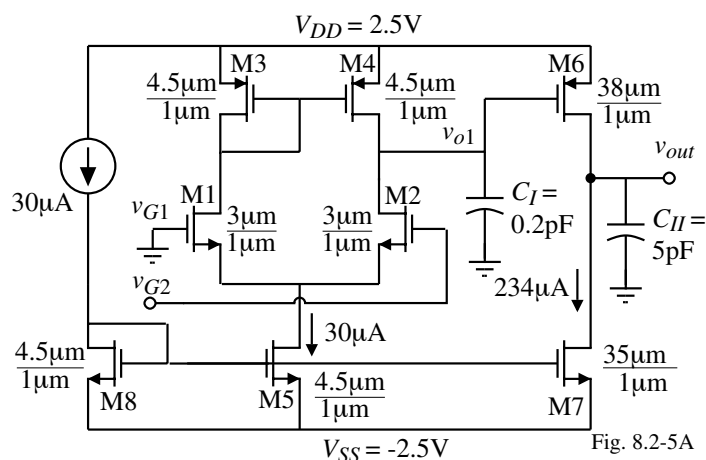 V_DD = 2.5V
M3
M4
M6
4.5μm
1μm
4.5μm
1μm
38μm
1μm
v_o1
v_out
30μA
M1
M2
v_G1
3μm
1μm
3μm
1μm
C_I =
0.2pF
C_II =
5pF
v_G2
234μA
30μA
4.5μm
1μm
M8
M5
4.5μm
1μm
M7
35μm
1μm
V_SS = -2.5V
Fig. 8.2-5A